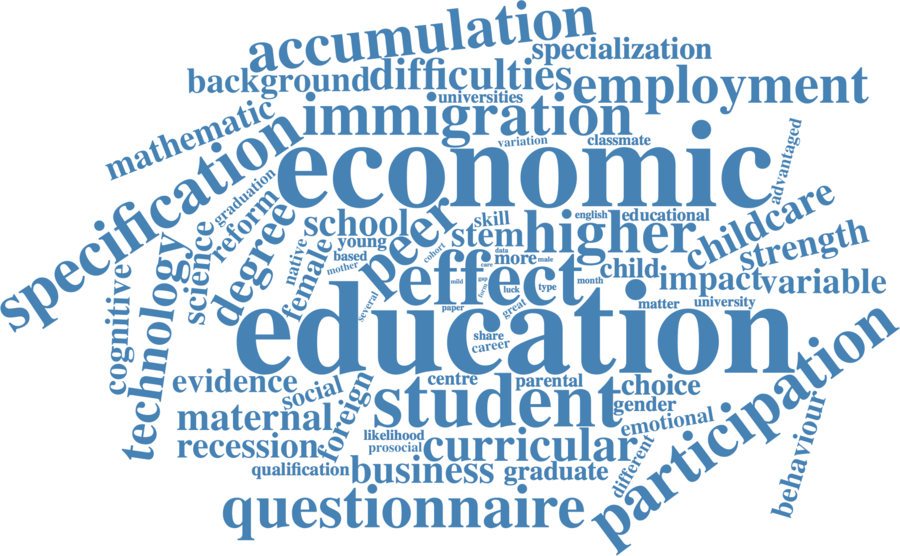 accumulation
specialization
background
difficulties
employment
universities
mathematic
immigration
variation
classmate
advantaged
specification
economic
graduation
reform
school
peer
skill
english
educational
childcare
science
degree
native
female
young
based
mother
cohort
stem
higher
strength
data
more
male
care
effect
child
impact
variable
cognitive
technology
several
mild
gap
form
luck
type
month
great
paper
matter
university
education
share
career
evidence
social
centre
parental
choice
participation
maternal
foreign
student
gender
emotional
behaviour
recession
likelihood
prosocial
curricular
different
qualification
business
graduate
questionnaire